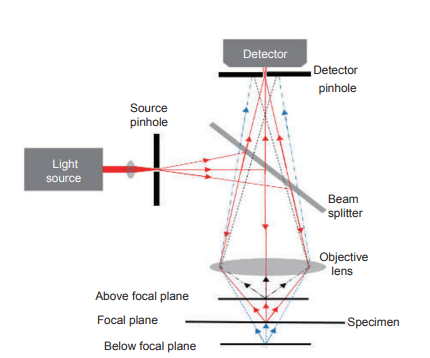 Detector
Detector
pinhole
Source
pinhole
Light
source
Beam
splitter
Objective
lens
Above focal plane
Focal plane
Specimen
Below focal plane